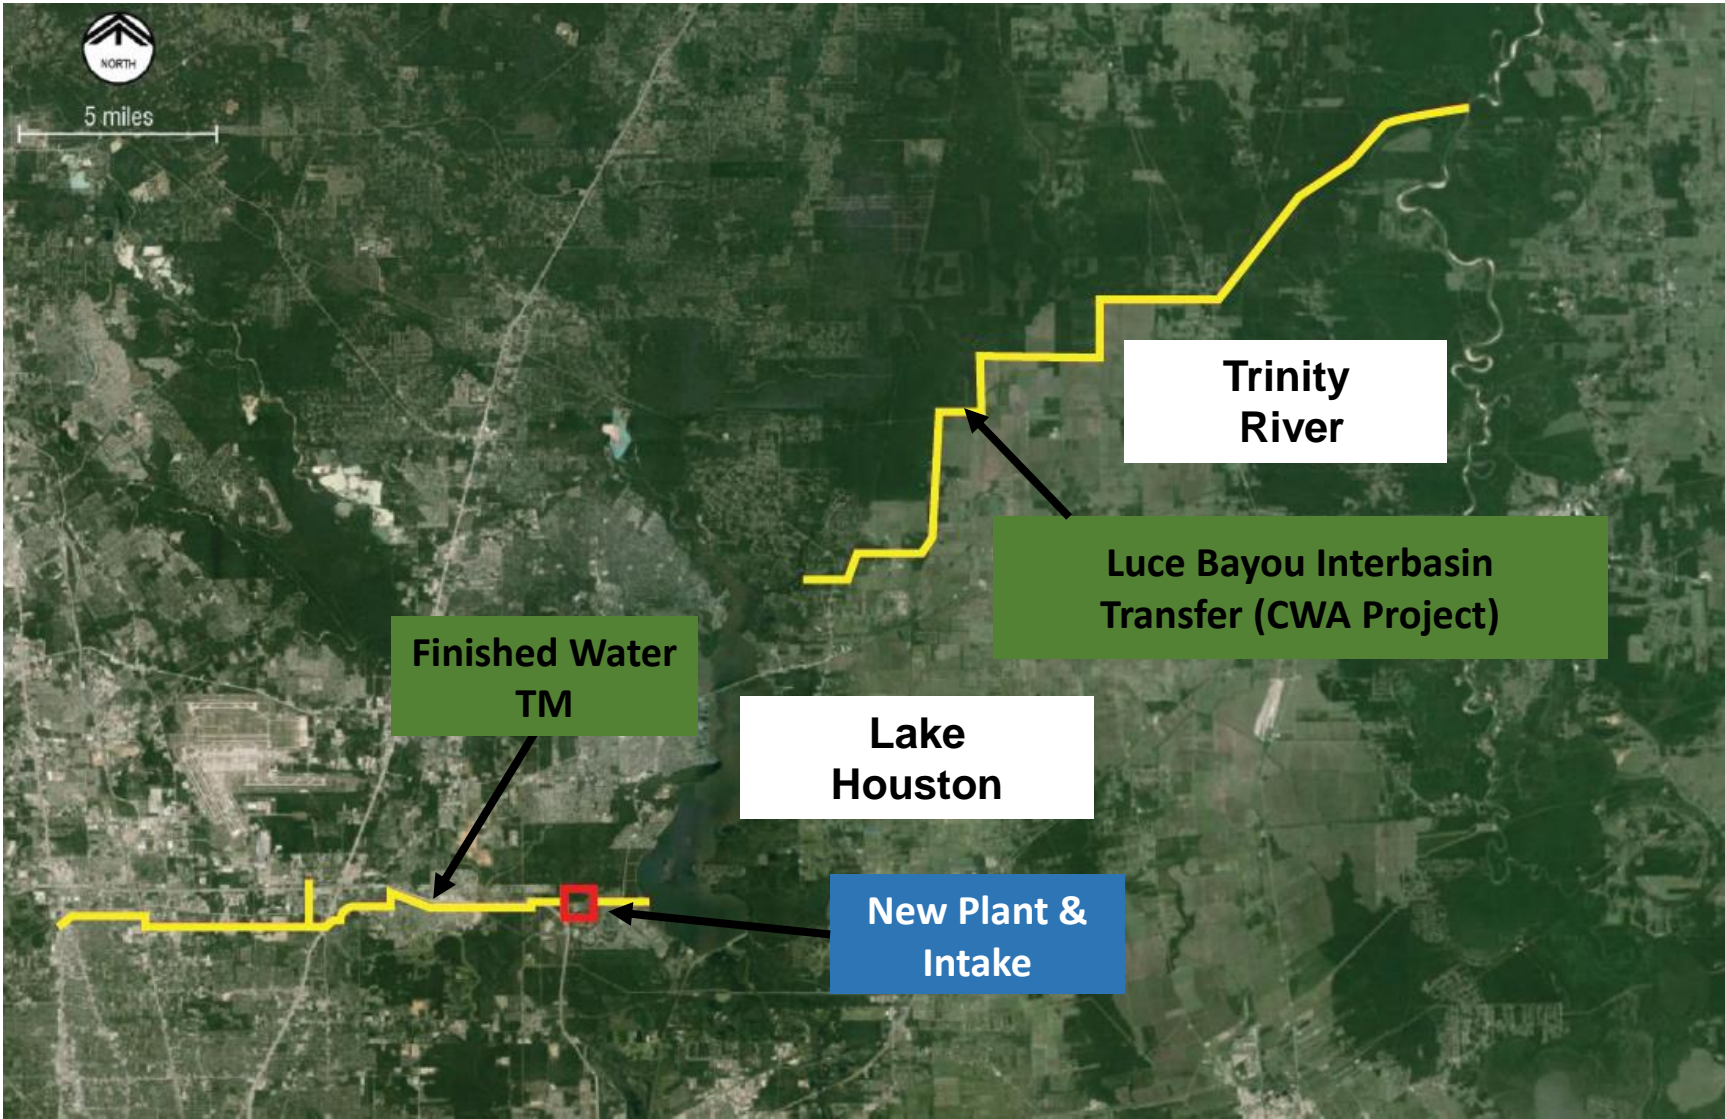 NORTH
5 miles
Trinity
River
Luce Bayou Interbasin
Transfer (CWA Project)
Finished Water
TM
Lake
Houston
New Plant &
Intake